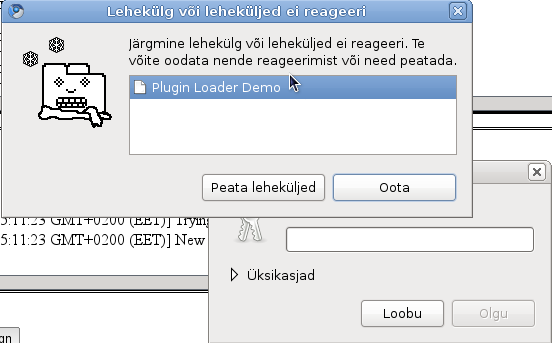 Lehekülg või leheküljed ei reageeri
Järgmine lehekülg või leheküljed ei reageeri. Te
võite oodata nende reageerimist või need peatada.
Plugin Loader Demo
Peata leheküljed
Oota
5:11:23 GMT+0200 (EET)] Trying
5:11:23 GMT+0200 (EET)] New
Üksikasjad
Loobu
Olgu
gn